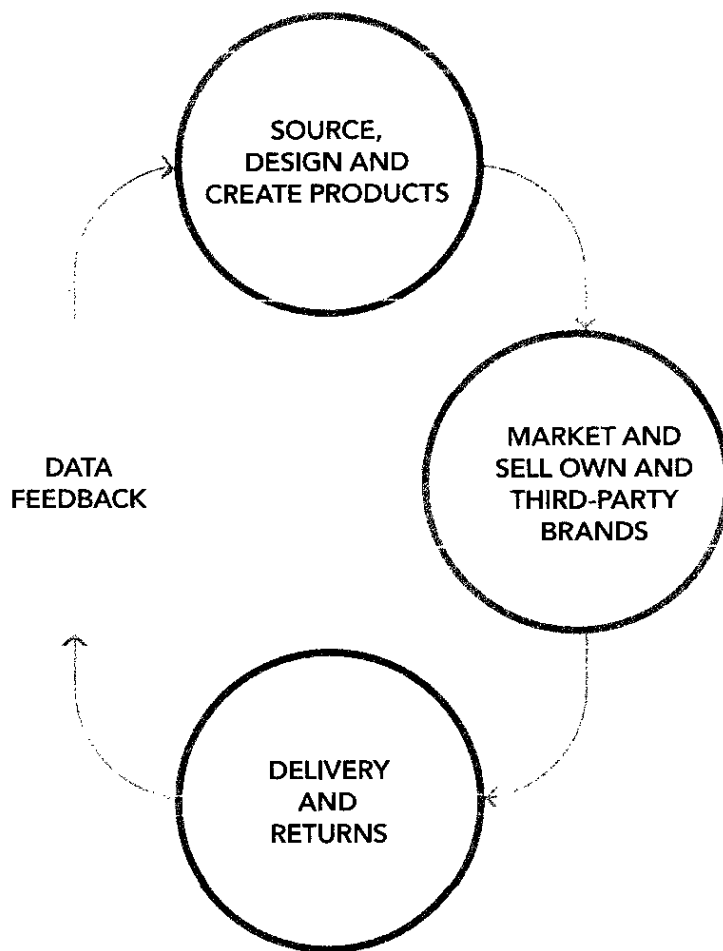 SOURCE,
DESIGN AND
CREATE PRODUCTS
MARKET AND
SELL OWN AND
THIRD-PARTY
BRANDS
DELIVERY
AND
RETURNS
DATA
FEEDBACK